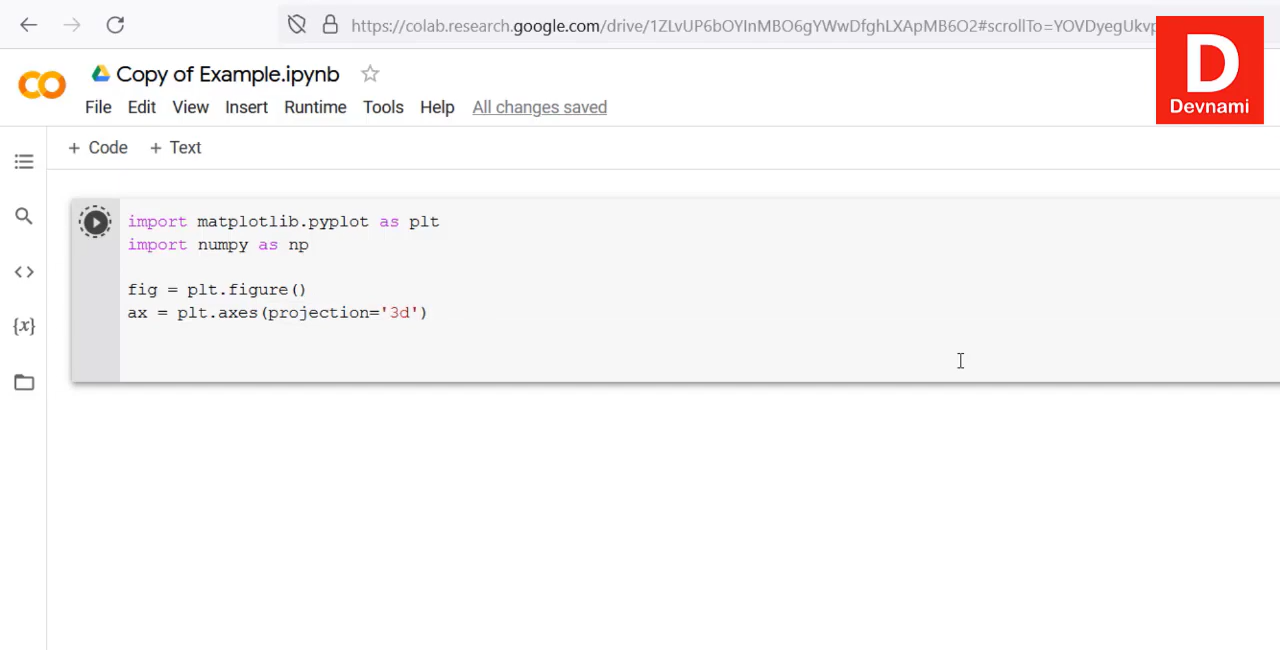 https://colab.research.google.com/drive/1ZLvUP6bOYInMBO6gYWwDfghLXApMB6O2#scrollTo=YOVDyegUkvp
Copy of Example.ipynb
D
Devnami
File Edit View Insert Runtime Tools Help All changes saved
+ Code + Text
import matplotlib.pyplot as plt
import numpy as np
fig = plt.figure()
ax = plt.axes(projection='3d')
{x}